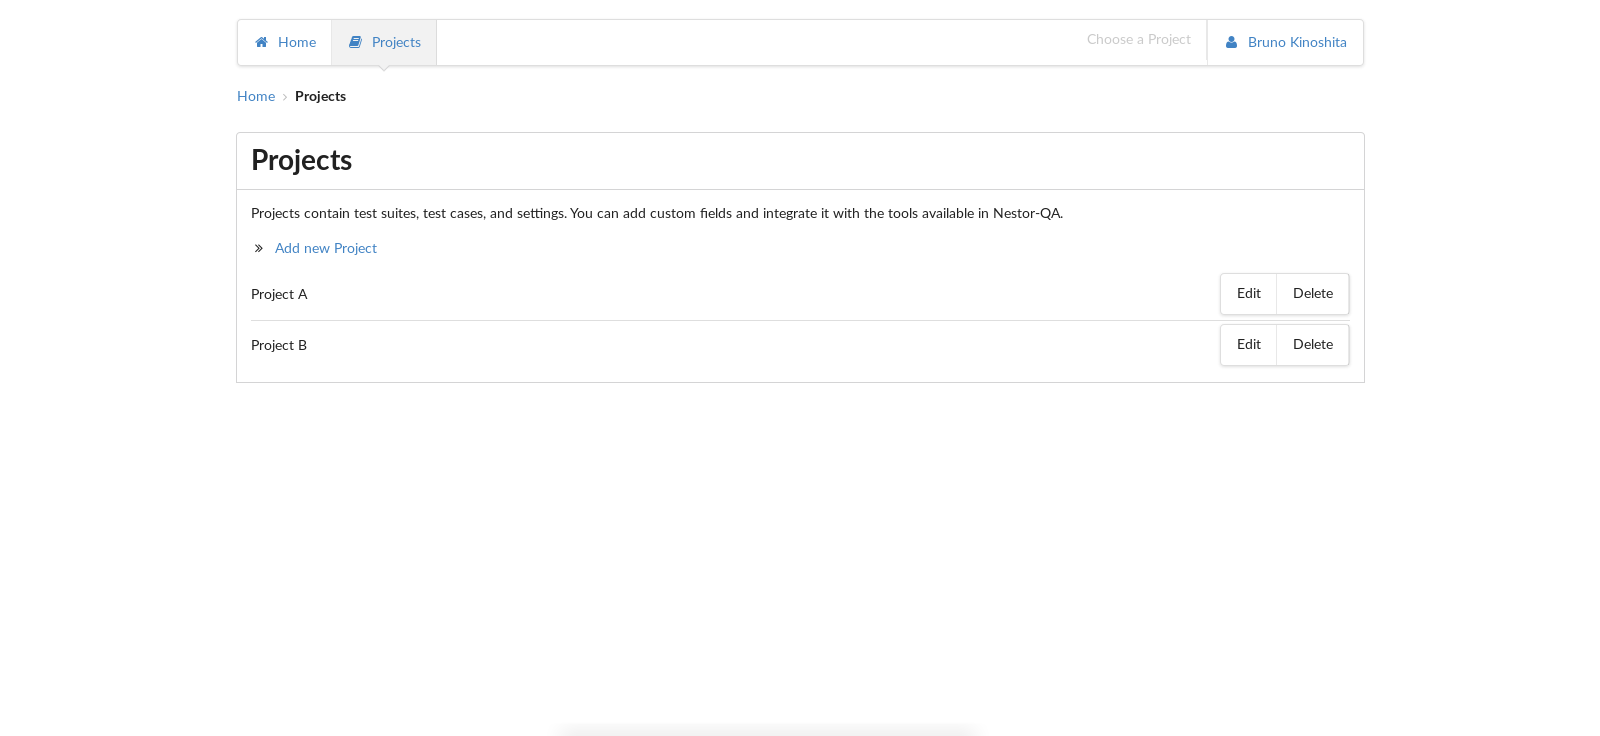 Home Projects Choose a Project Bruno Kinoshita
Home Projects
Projects
Projects contain test suites, test cases, and settings. You can add custom fields and integrate it with the tools available in Nestor-QA.
Add new Project
Project A Edit Delete
Project B Edit Delete